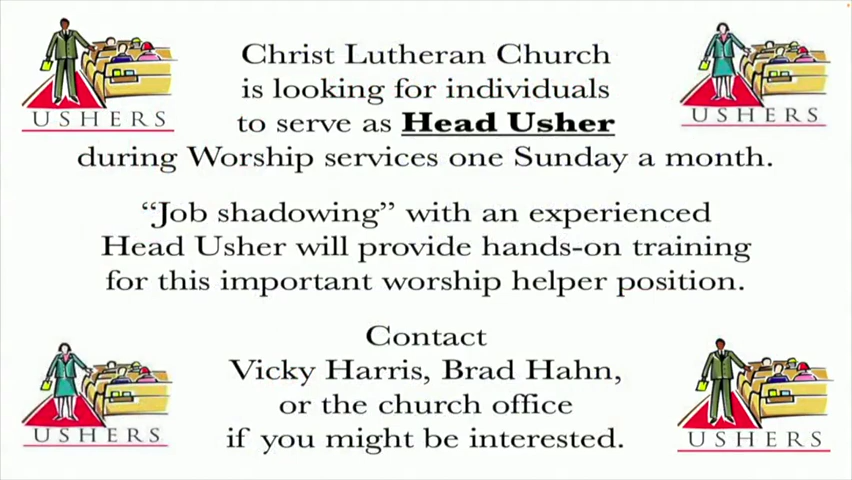 Christ Lutheran Church
is looking for individuals
to serve as Head Usher
during Worship services one Sunday a month.
“Job shadowing” with an experienced
Head Usher will provide hands-on training
for this important worship helper position.
Contact
Vicky Harris, Brad Hahn,
or the church office
if you might be interested.
USHERS
USHERS
USHERS
USHERS